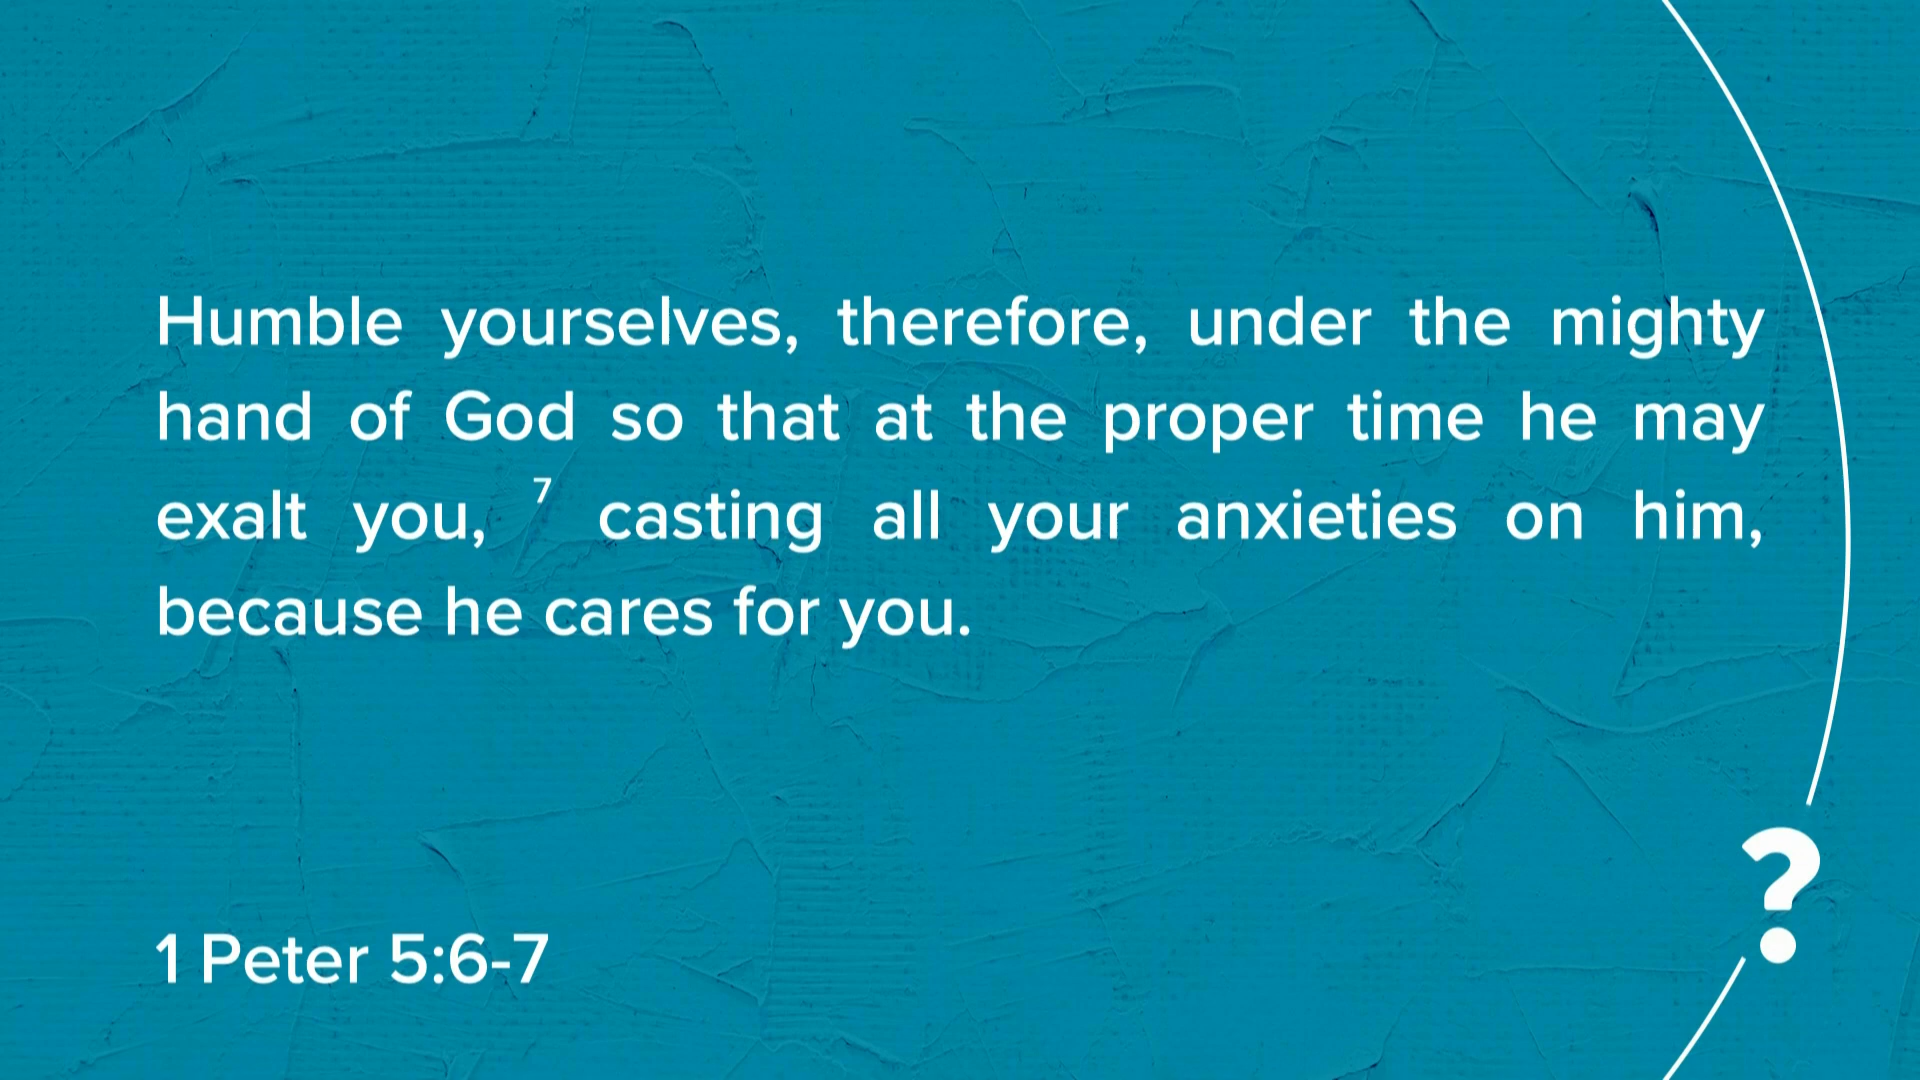 Humble yourselves, therefore, under the mighty
hand of God so that at the proper time he may
exalt you, ⁷ casting all your anxieties on him,
because he cares for you.
?
1 Peter 5:6-7